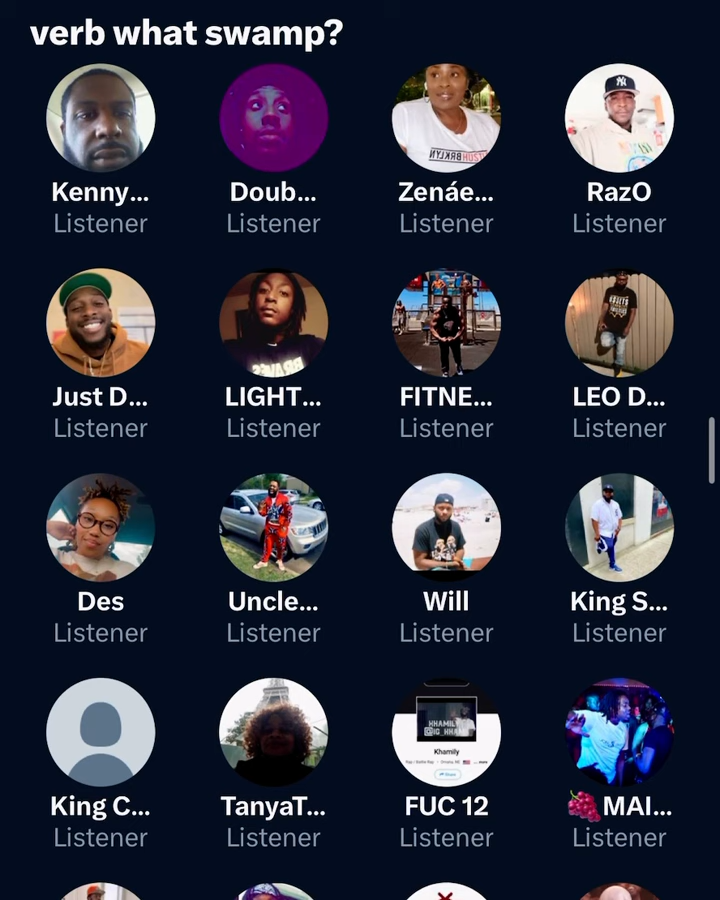 verb what swamp?
Kenny... Doub... Zenáe... RazO
Listener Listener Listener Listener
Just D... LIGHT... FITNE... LEO D...
Listener Listener Listener Listener
Des Uncle... Will King S...
Listener Listener Listener Listener
Khamily
King C... TanyaT... FUC 12 🍇MAI...
Listener Listener Listener Listener